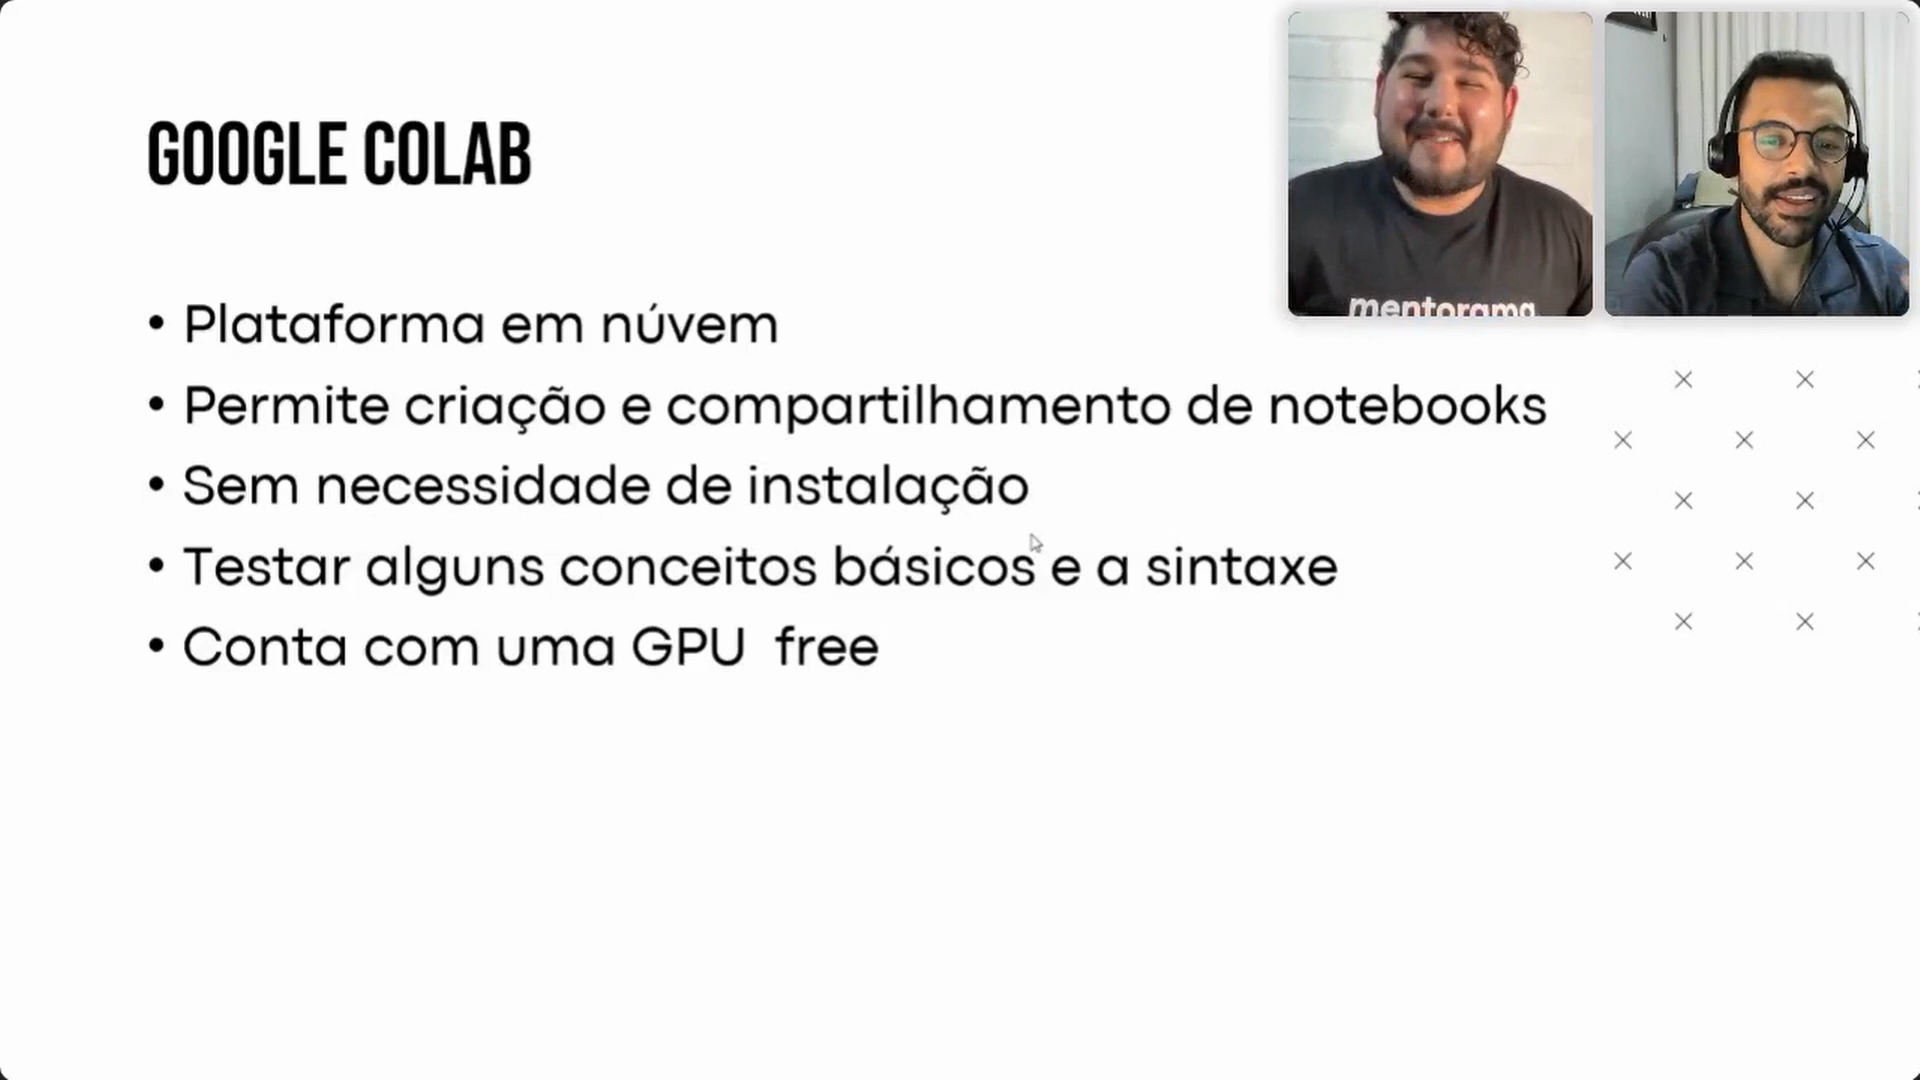 GOOGLE COLAB
• Plataforma em núvem
• Permite criação e compartilhamento de notebooks
• Sem necessidade de instalação
• Testar alguns conceitos básicos e a sintaxe
• Conta com uma GPU  free
mentorama